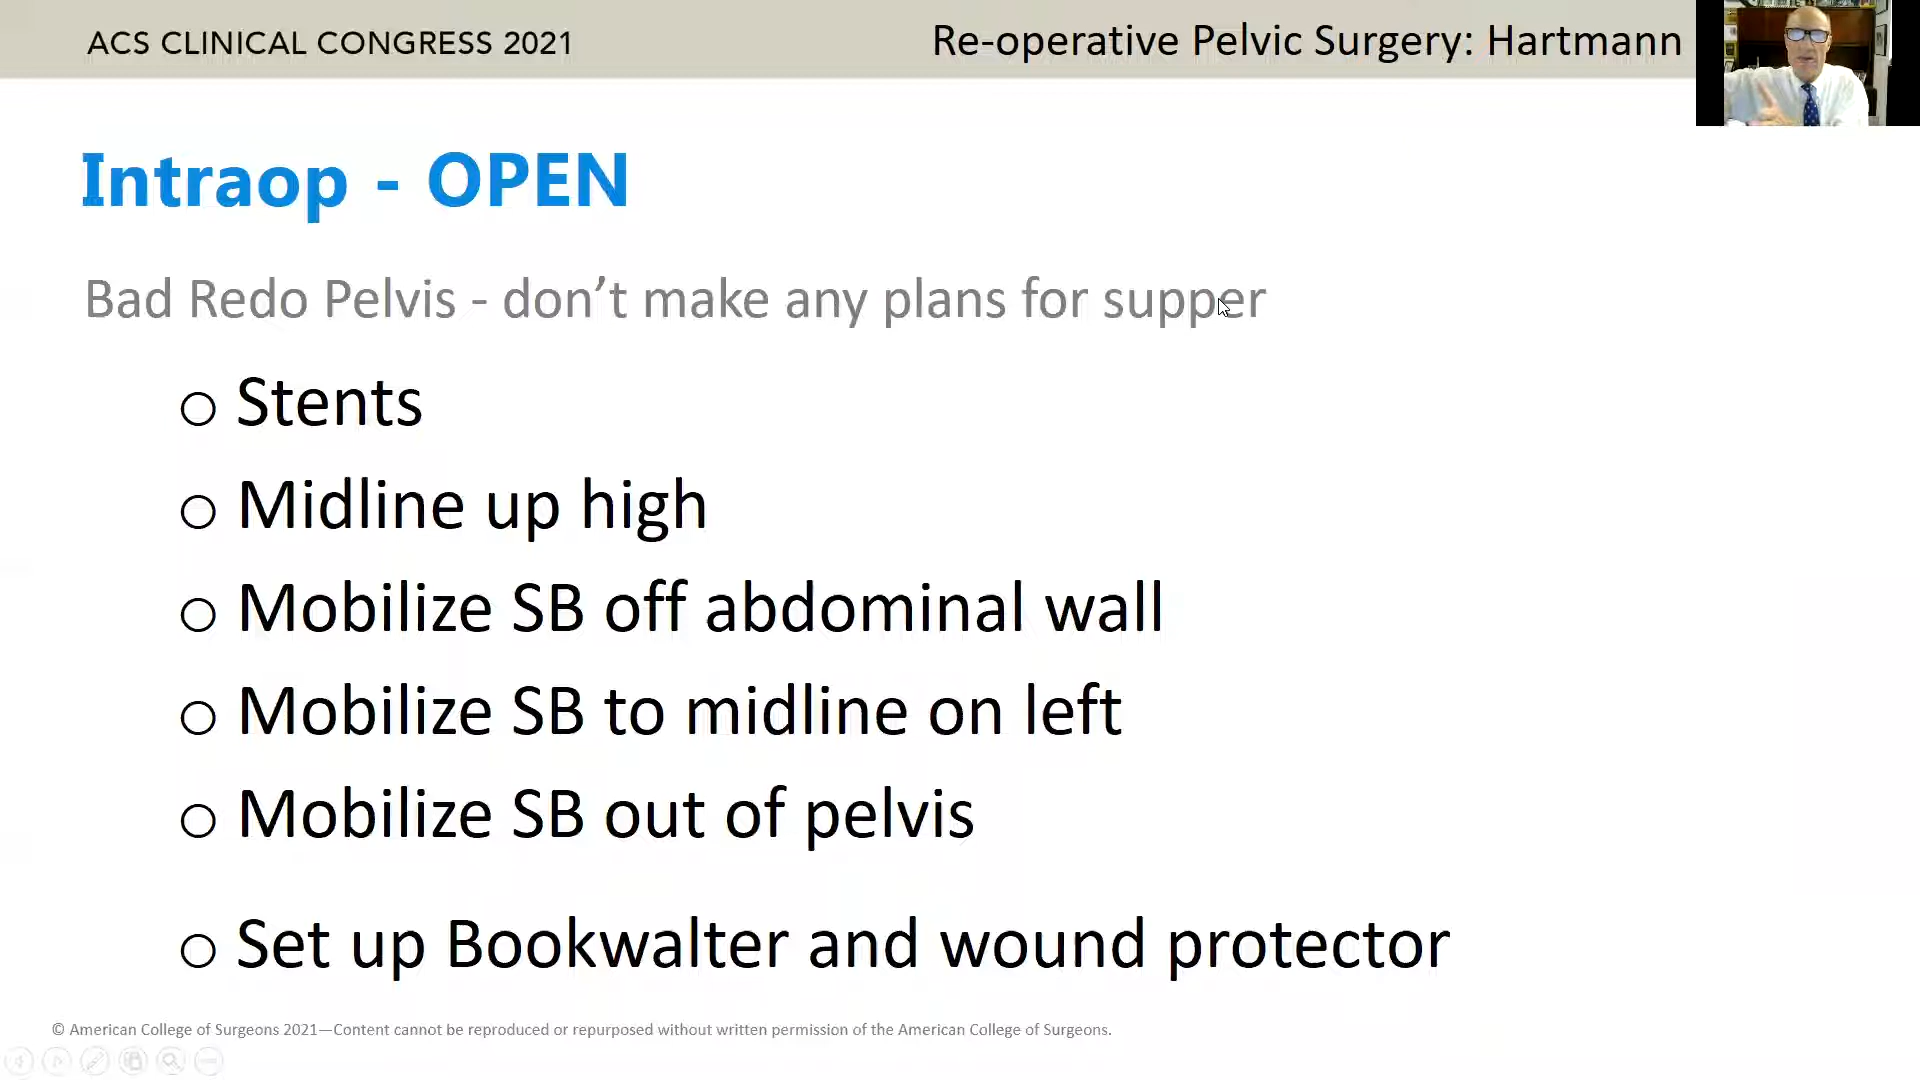 ACS CLINICAL CONGRESS 2021
Re-operative Pelvic Surgery: Hartmann
Intraop - OPEN
Bad Redo Pelvis - don’t make any plans for supper
o Stents
o Midline up high
o Mobilize SB off abdominal wall
o Mobilize SB to midline on left
o Mobilize SB out of pelvis
o Set up Bookwalter and wound protector
© American College of Surgeons 2021—Content cannot be reproduced or repurposed without written permission of the American College of Surgeons.